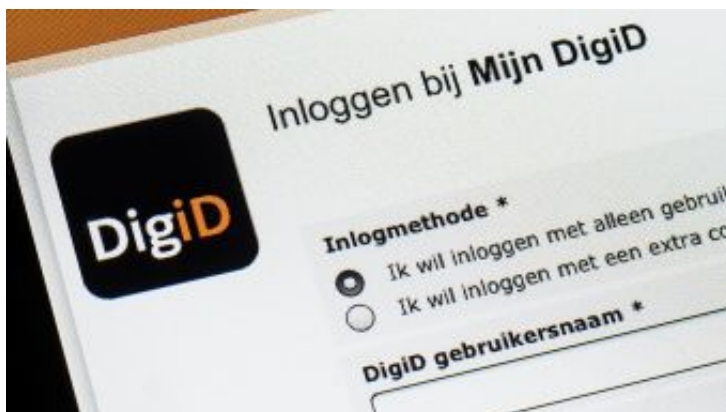 Inloggen bij Mijn DigiD
DigiD
Inlogmethode *
Ik wil inloggen met alleen
Ik wil inloggen met een extra
DigiD gebruikersnaam *